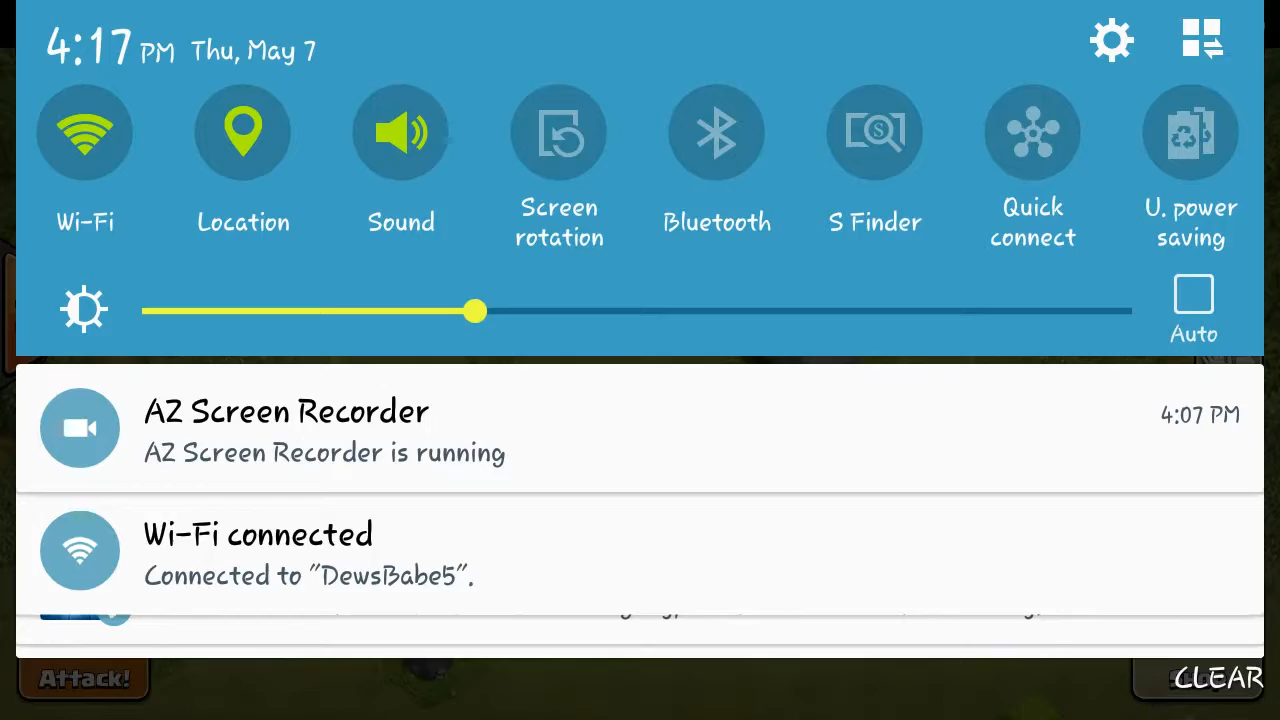 4:17 PM Thu, May 7
Wi-Fi
Location
Sound
Screen
rotation
Bluetooth
S Finder
Quick
connect
U. power
saving
Auto
AZ Screen Recorder
4:07 PM
AZ Screen Recorder is running
Wi-Fi connected
Connected to "DewsBabe5".
Attack!
CLEAR